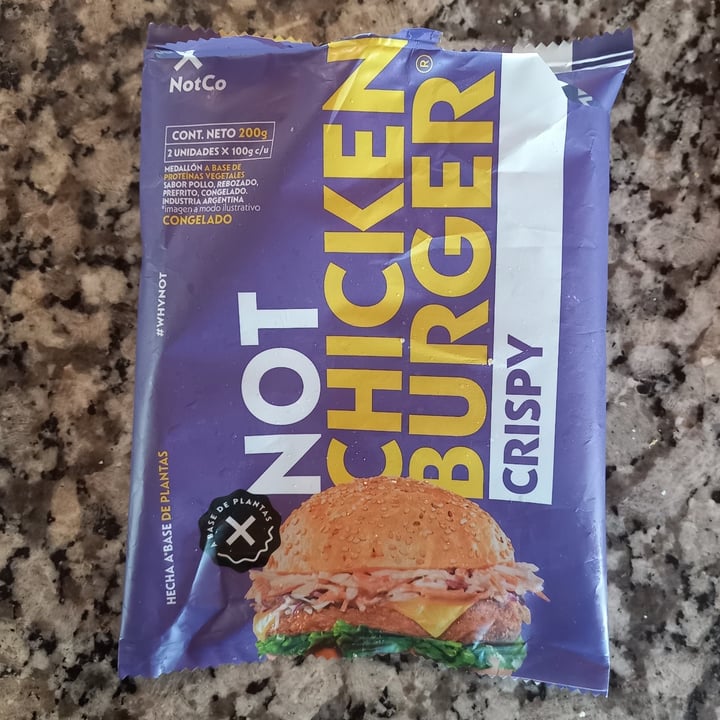 NotCo
CONT. NETO 200g
2 UNIDADES X 100g c/u
MEDALLÓN A BASE DE
PROTEÍNAS VEGETALES
SABOR POLLO, REBOZADO,
PREFRITO, CONGELADO.
INDUSTRIA ARGENTINA
*imagen a modo ilustrativo
CONGELADO
#WHYNOT
HECHA A BASE DE PLANTAS
NOT
CHICKEN
BURGER®
CRISPY
A BASE DE PLANTAS